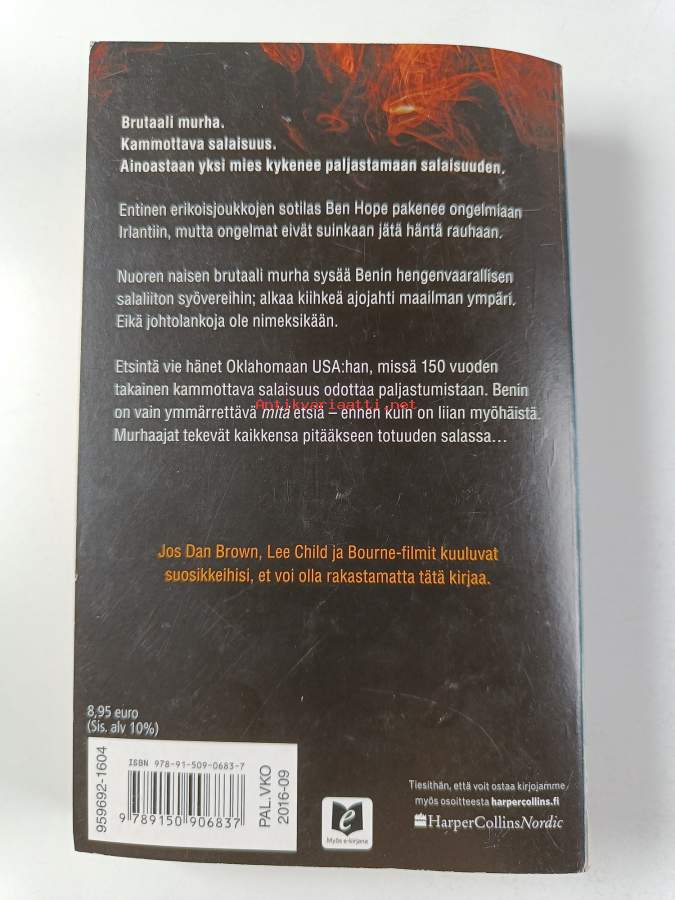 Brutaali murha.
Kammottava salaisuus.
Ainoastaan yksi mies kykenee paljastamaan salaisuuden.
Entinen erikoisjoukkojen sotilas Ben Hope pakenee ongelmiaan
Irlantiin, mutta ongelmat eivät suinkaan jätä häntä rauhaan.
Nuoren naisen brutaali murha sysää Benin hengenvaarallisen
salaliiton syövereihin; alkaa kiihkeä ajojahti maailman ympäri.
Eikä johtolankoja ole nimeksikään.
Etsintä vie hänet Oklahomaan USA:han, missä 150 vuoden
takainen kammottava salaisuus odottaa paljastumistaan. Benin
Antikvariaatti.net
on vain ymmärrettävä mitä etsiä – ennen kuin on liian myöhäistä.
Murhaajat tekevät kaikkensa pitääkseen totuuden salassa...
Jos Dan Brown, Lee Child ja Bourne-filmit kuuluvat
suosikkeihisi, et voi olla rakastamatta tätä kirjaa.
8,95 euro
(Sis. alv 10%)
959692-1604
ISBN 978-91-509-0683-7
9 789150 906837
PAL.VKO
2016-09
e
Myös e-kirjana
Tiesithän, että voit ostaa kirjojamme
myös osoitteesta harpercollins.fi
HarperCollinsNordic